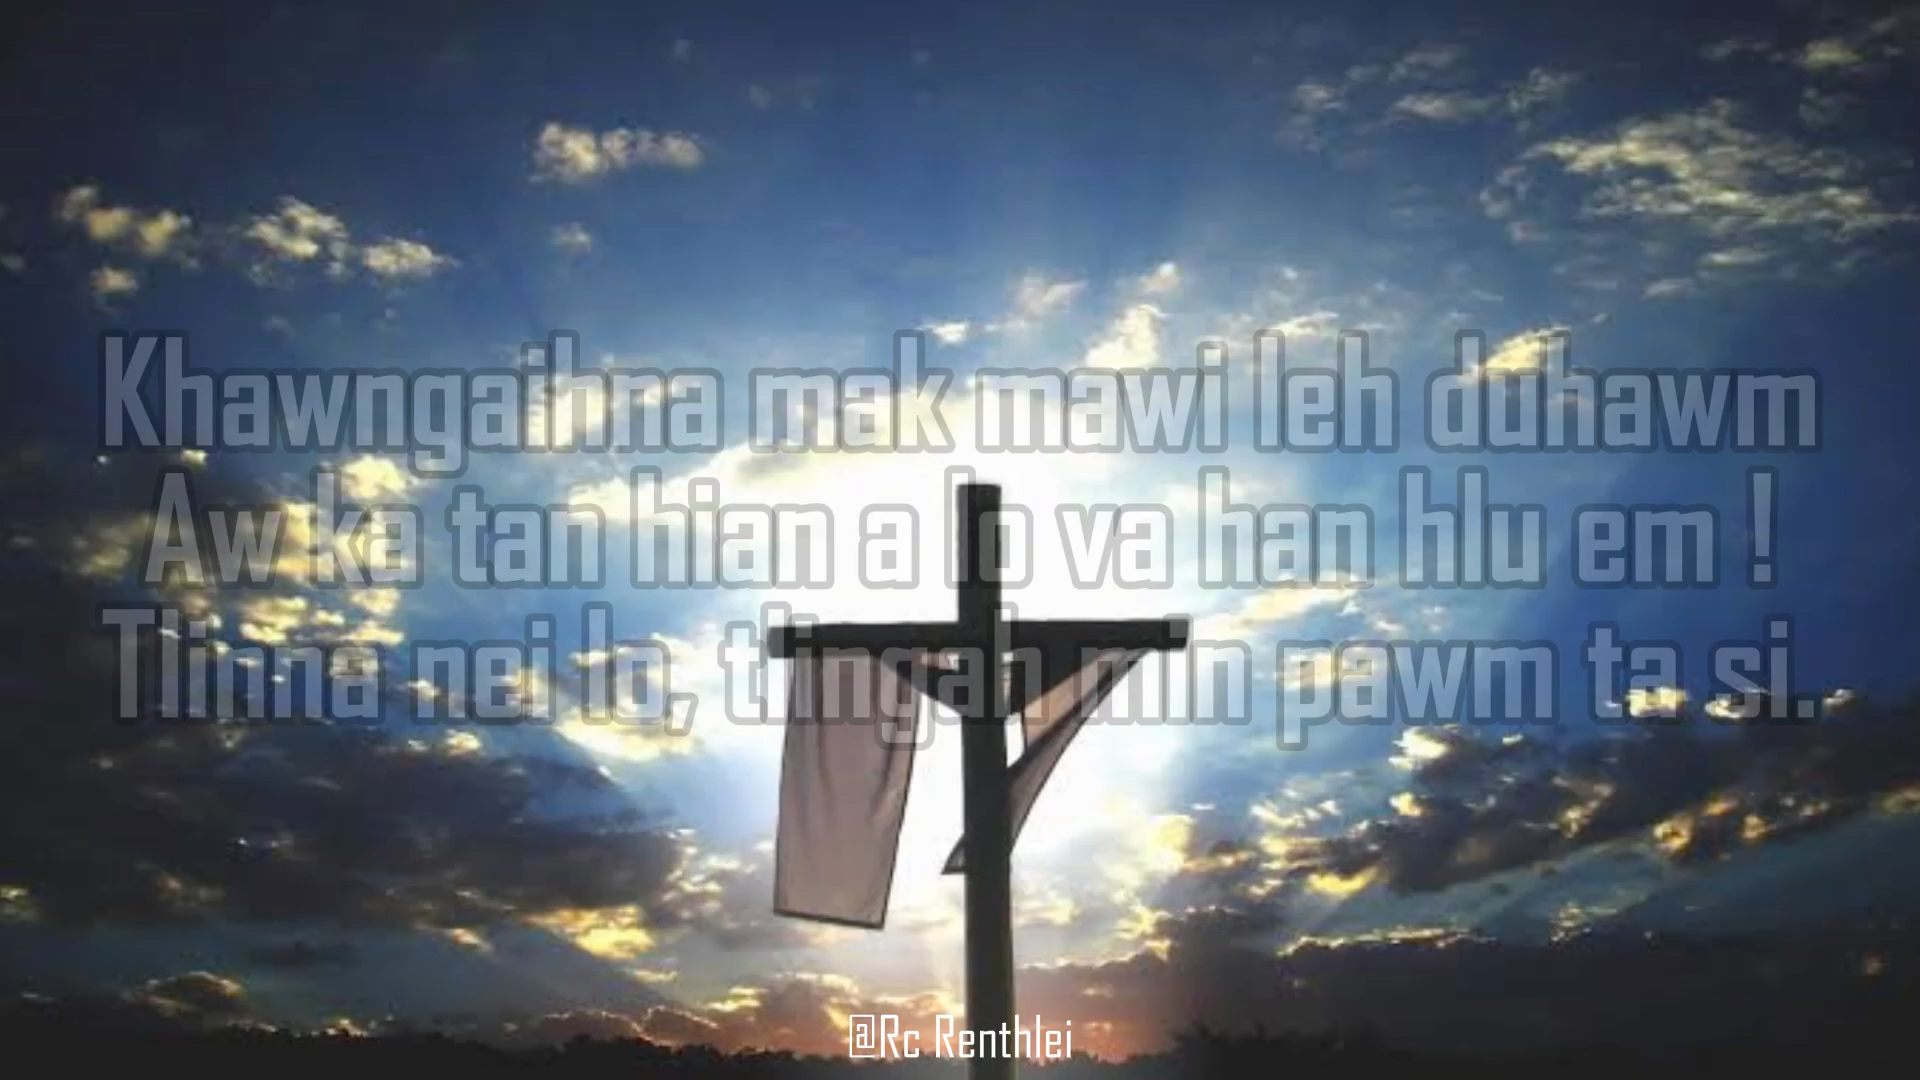 Khawngaihna mak mawi leh duhawm
Aw ka tan hian a lo va han hlu em !
Tlinna nei lo, tlingah min pawm ta si.
@Rc Renthlei